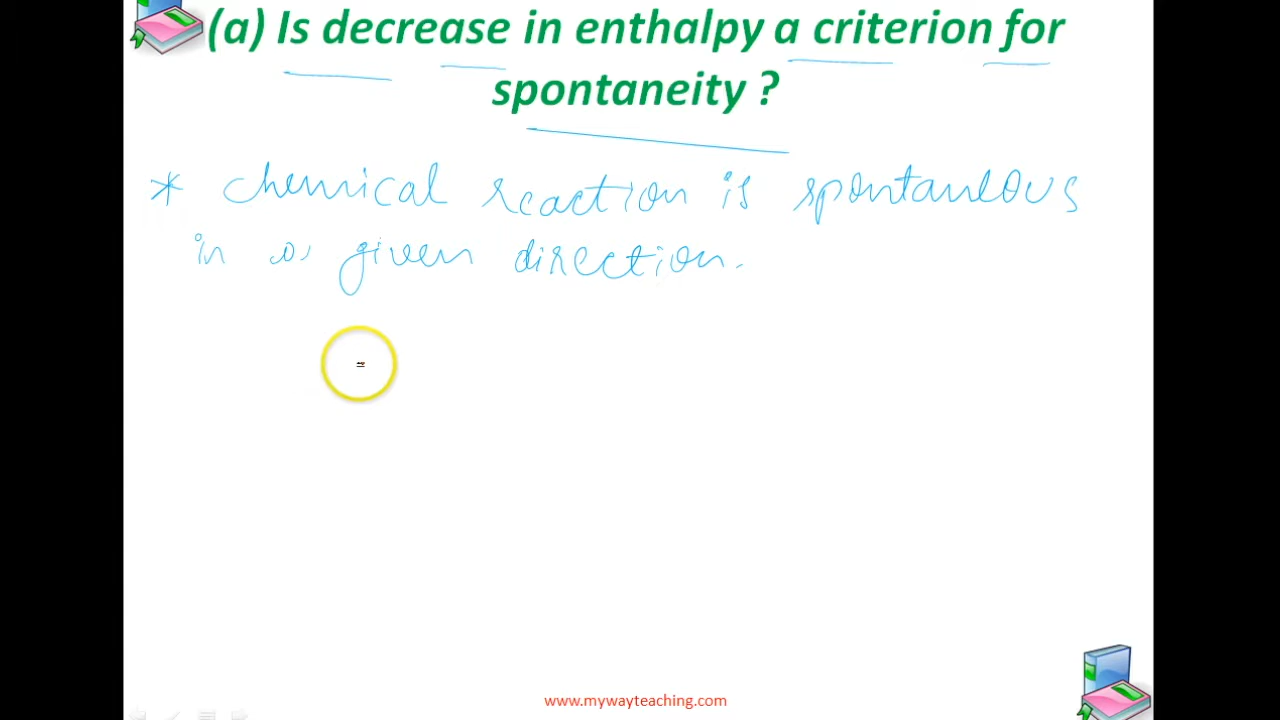 (a) Is decrease in enthalpy a criterion for
spontaneity ?
* chemical reaction is spontaneous
in a given direction.
www.mywayteaching.com